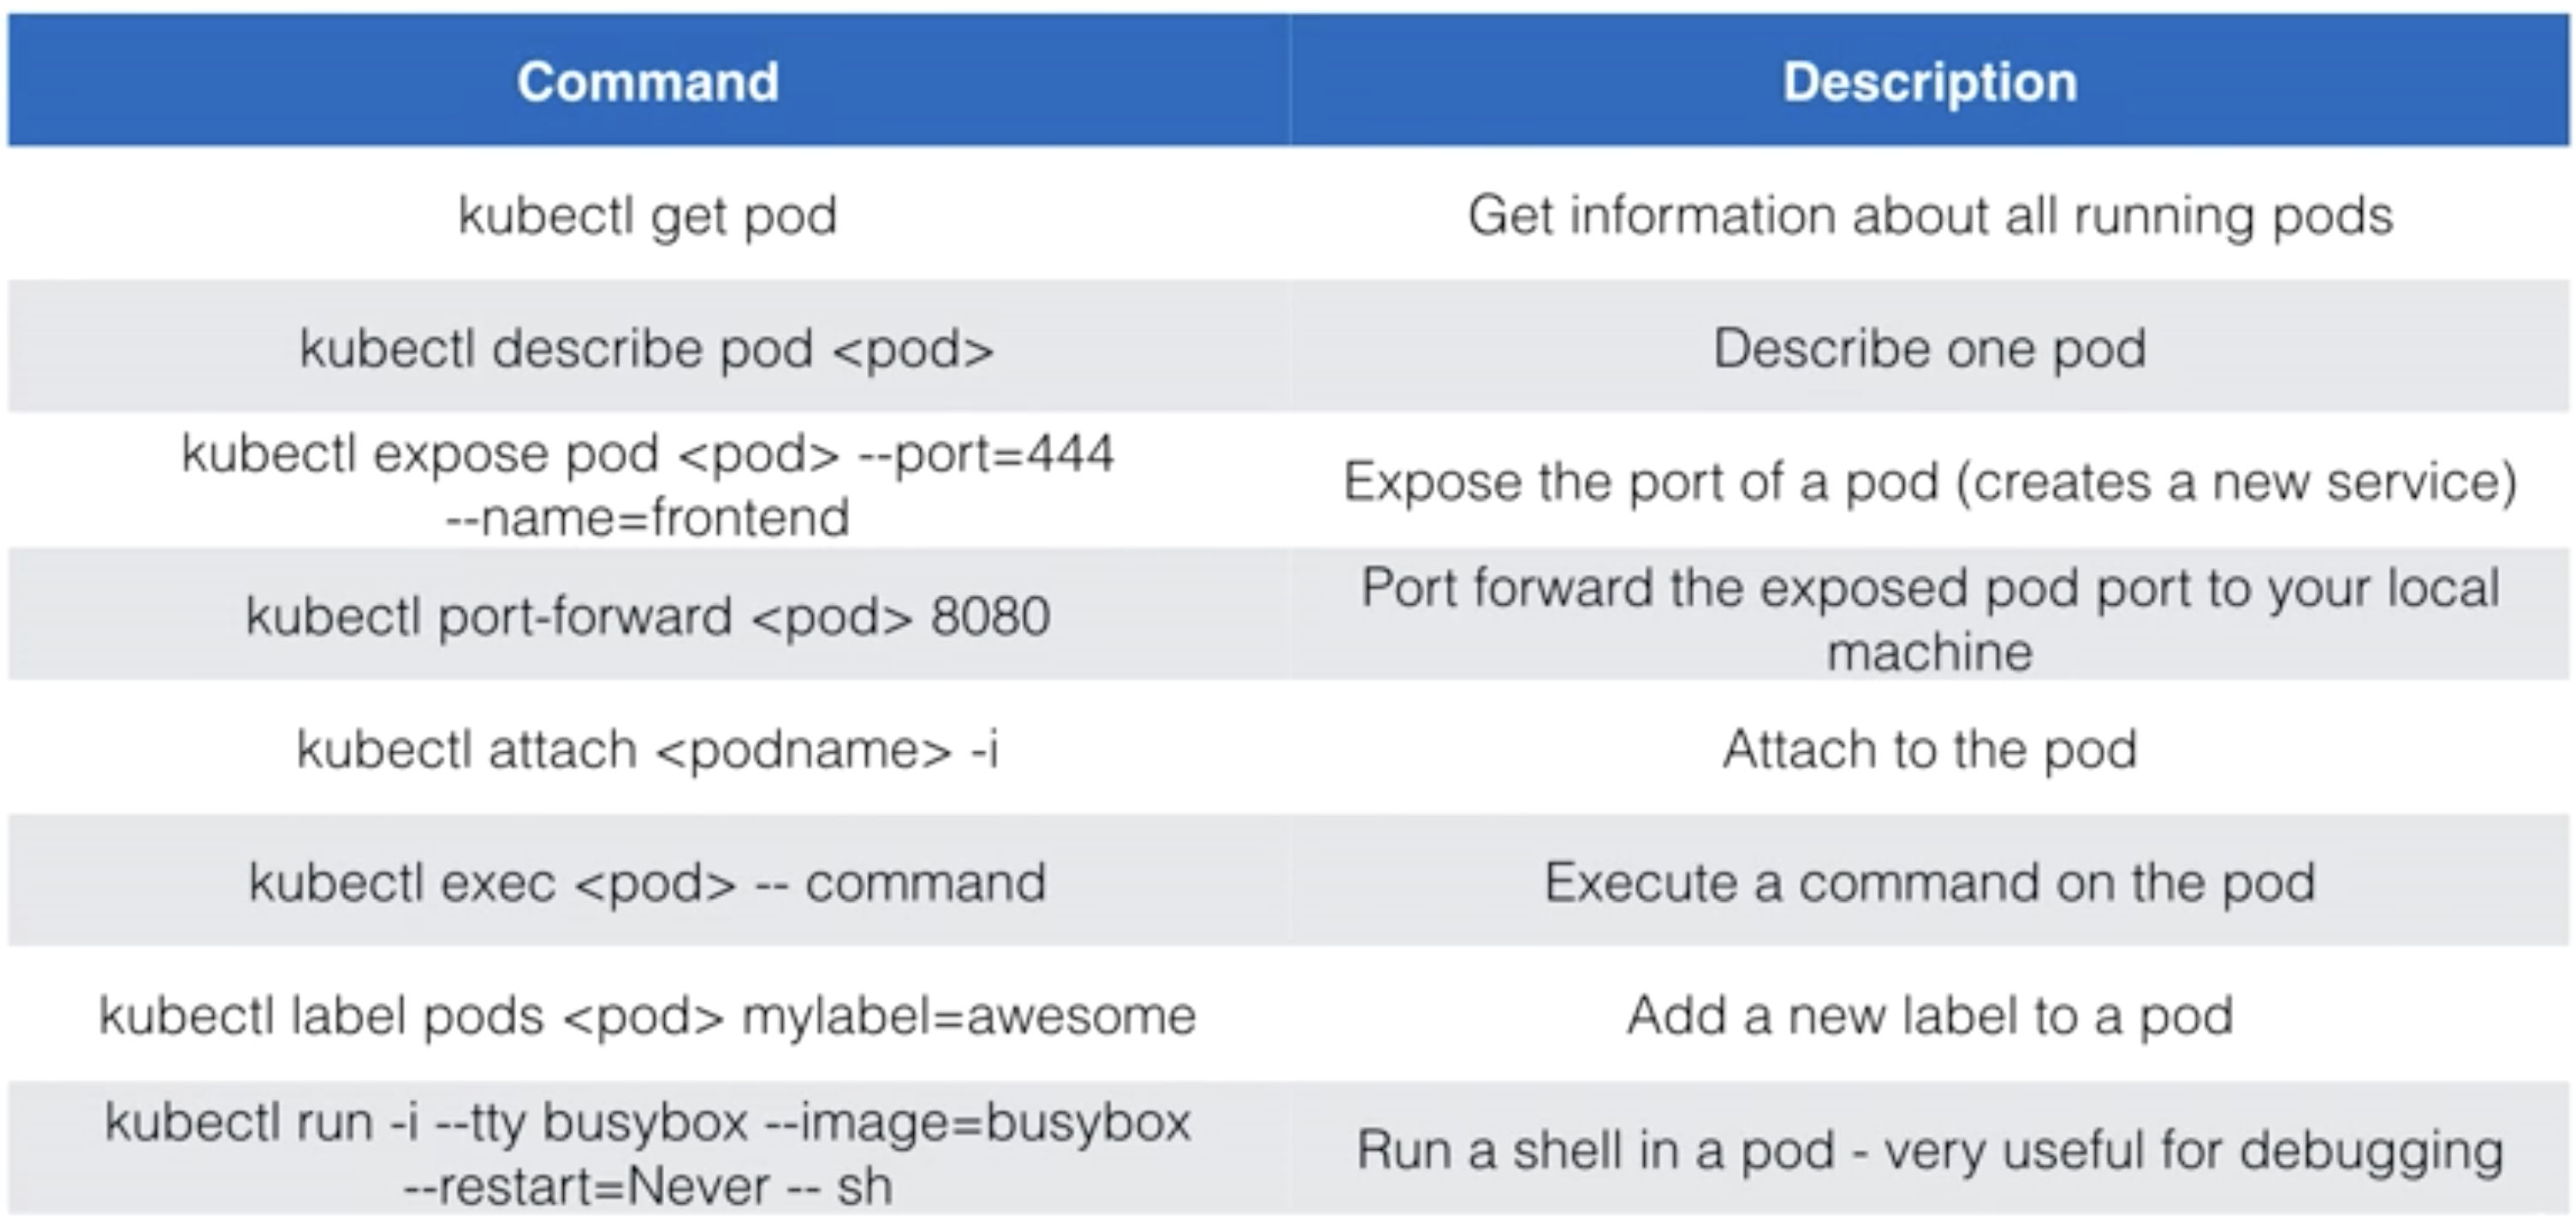 Command
Description
kubectl get pod
Get information about all running pods
kubectl describe pod <pod>
Describe one pod
kubectl expose pod <pod> --port=444
--name=frontend
Expose the port of a pod (creates a new service)
kubectl port-forward <pod> 8080
Port forward the exposed pod port to your local
machine
kubectl attach <podname> -i
Attach to the pod
kubectl exec <pod> -- command
Execute a command on the pod
kubectl label pods <pod> mylabel=awesome
Add a new label to a pod
kubectl run -i --tty busybox --image=busybox
--restart=Never -- sh
Run a shell in a pod - very useful for debugging